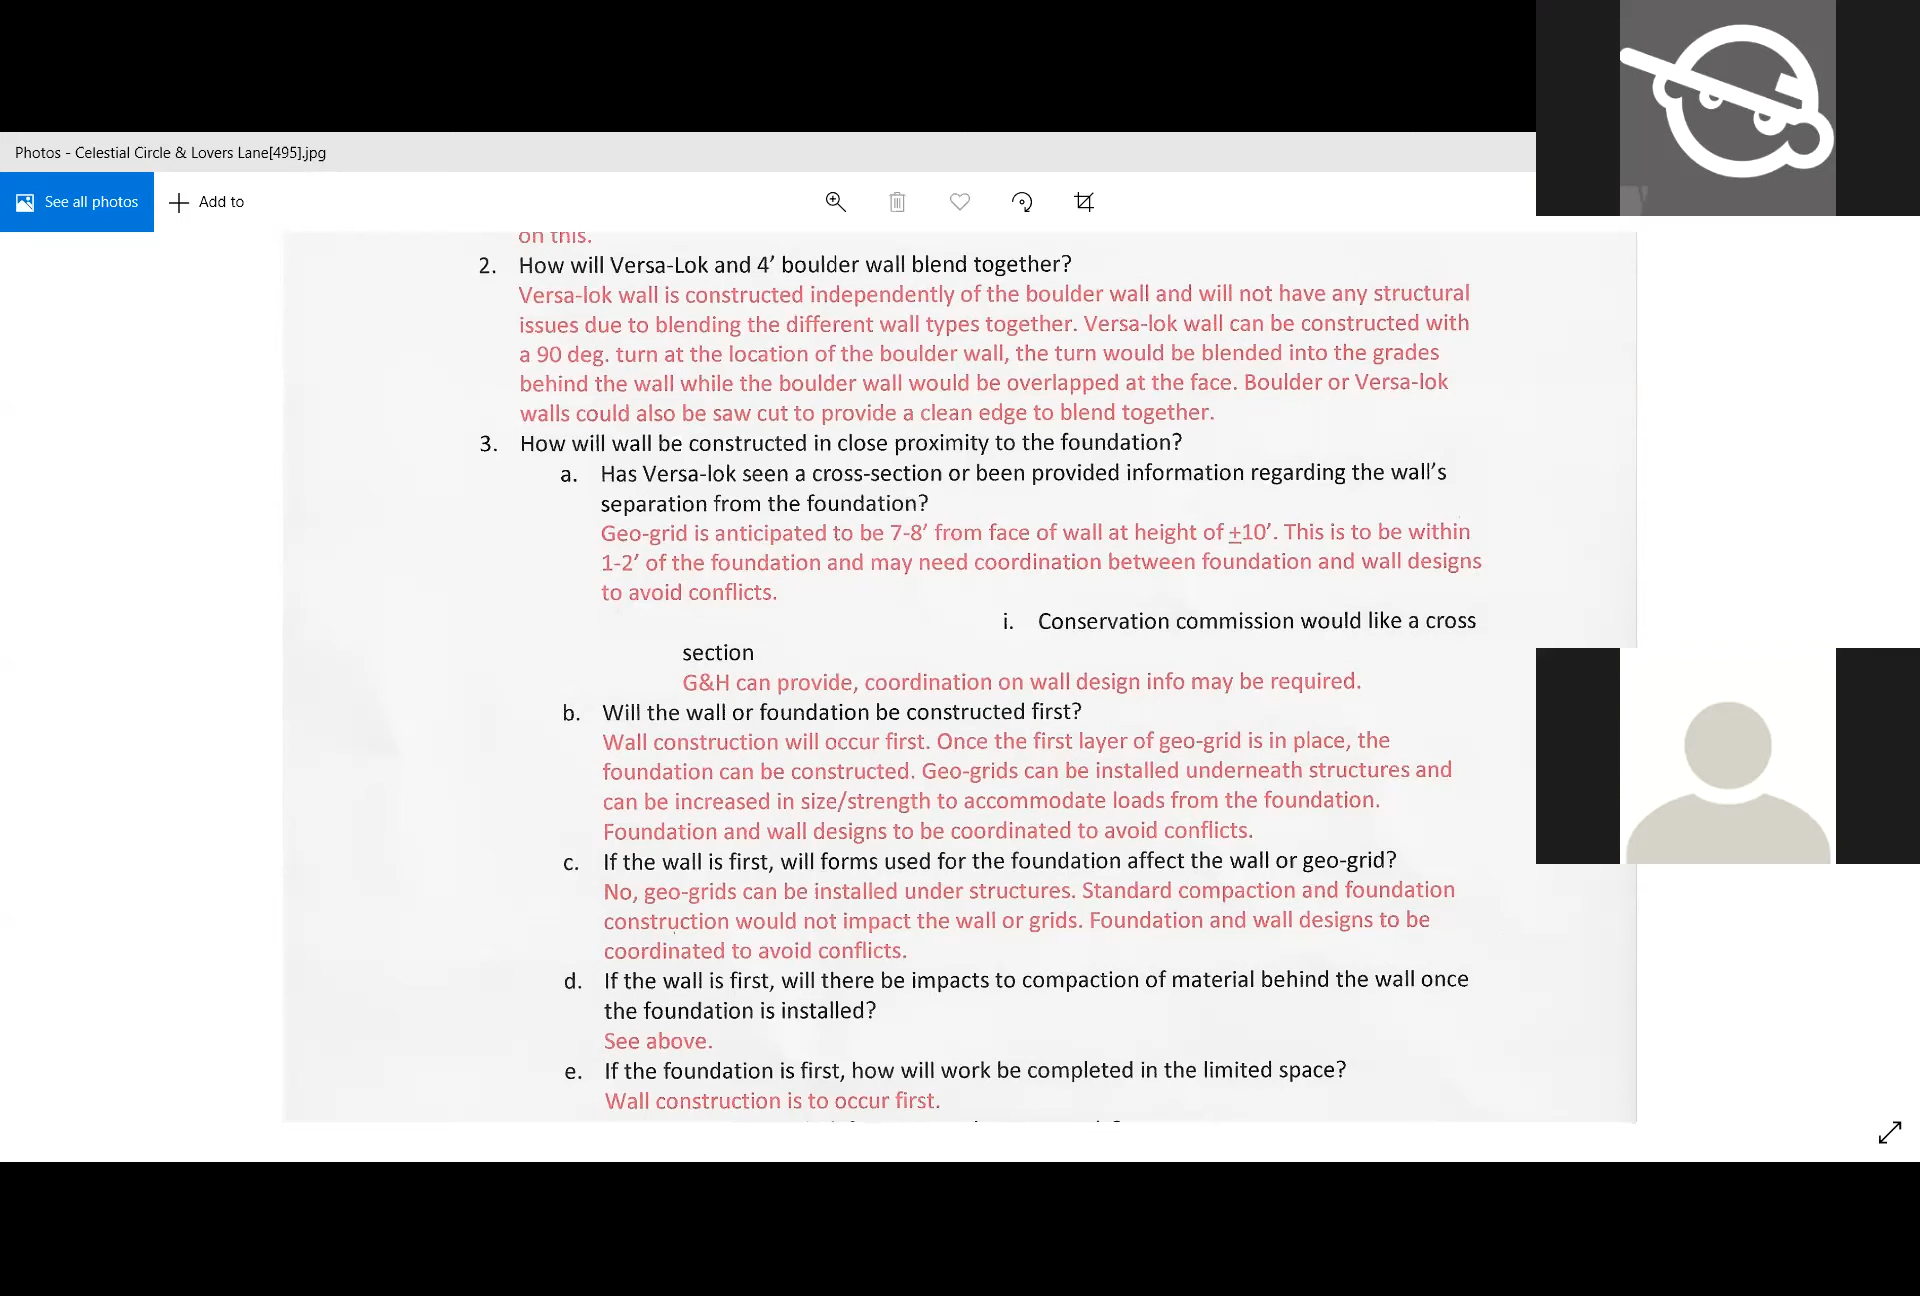 Photos - Celestial Circle & Lovers Lane[495].jpg
See all photos
Add to
on this.
2. How will Versa-Lok and 4’ boulder wall blend together?
Versa-lok wall is constructed independently of the boulder wall and will not have any structural
issues due to blending the different wall types together. Versa-lok wall can be constructed with
a 90 deg. turn at the location of the boulder wall, the turn would be blended into the grades
behind the wall while the boulder wall would be overlapped at the face. Boulder or Versa-lok
walls could also be saw cut to provide a clean edge to blend together.
3. How will wall be constructed in close proximity to the foundation?
a. Has Versa-lok seen a cross-section or been provided information regarding the wall’s
separation from the foundation?
Geo-grid is anticipated to be 7-8’ from face of wall at height of ±10’. This is to be within
1-2’ of the foundation and may need coordination between foundation and wall designs
to avoid conflicts.
i. Conservation commission would like a cross
section
G&H can provide, coordination on wall design info may be required.
b. Will the wall or foundation be constructed first?
Wall construction will occur first. Once the first layer of geo-grid is in place, the
foundation can be constructed. Geo-grids can be installed underneath structures and
can be increased in size/strength to accommodate loads from the foundation.
Foundation and wall designs to be coordinated to avoid conflicts.
c. If the wall is first, will forms used for the foundation affect the wall or geo-grid?
No, geo-grids can be installed under structures. Standard compaction and foundation
construction would not impact the wall or grids. Foundation and wall designs to be
coordinated to avoid conflicts.
d. If the wall is first, will there be impacts to compaction of material behind the wall once
the foundation is installed?
See above.
e. If the foundation is first, how will work be completed in the limited space?
Wall construction is to occur first.